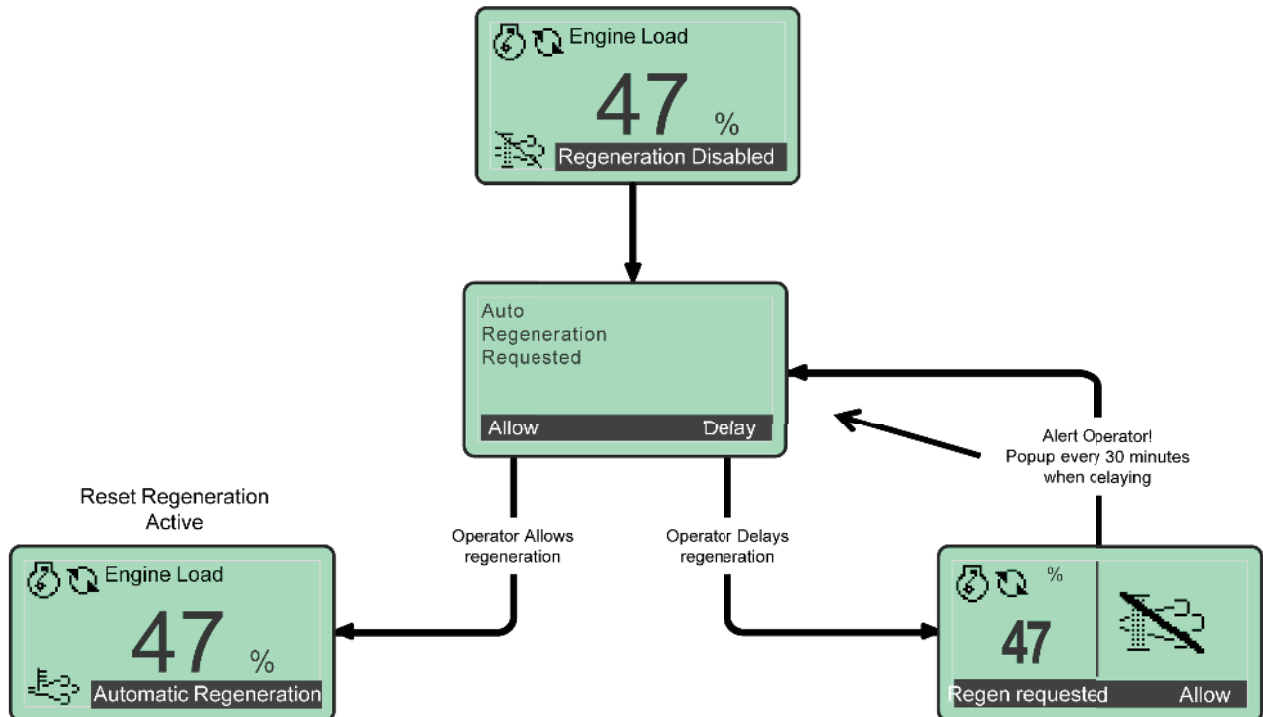 Engine Load
47
%
Regeneration Disabled
Auto
Regeneration
Requested
Allow Delay
Alert Operator!
Popup every 30 minutes
when delaying
Reset Regeneration
Active
Operator Allows
regeneration
Operator Delays
regeneration
Engine Load
47
%
Automatic Regeneration
%
47
Regen requested Allow